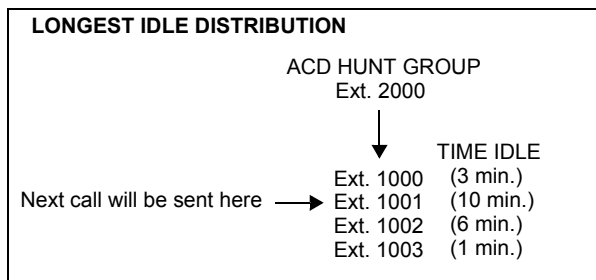 LONGEST IDLE DISTRIBUTION
ACD HUNT GROUP
Ext. 2000
TIME IDLE
Ext. 1000 (3 min.)
Next call will be sent here Ext. 1001 (10 min.)
Ext. 1002 (6 min.)
Ext. 1003 (1 min.)